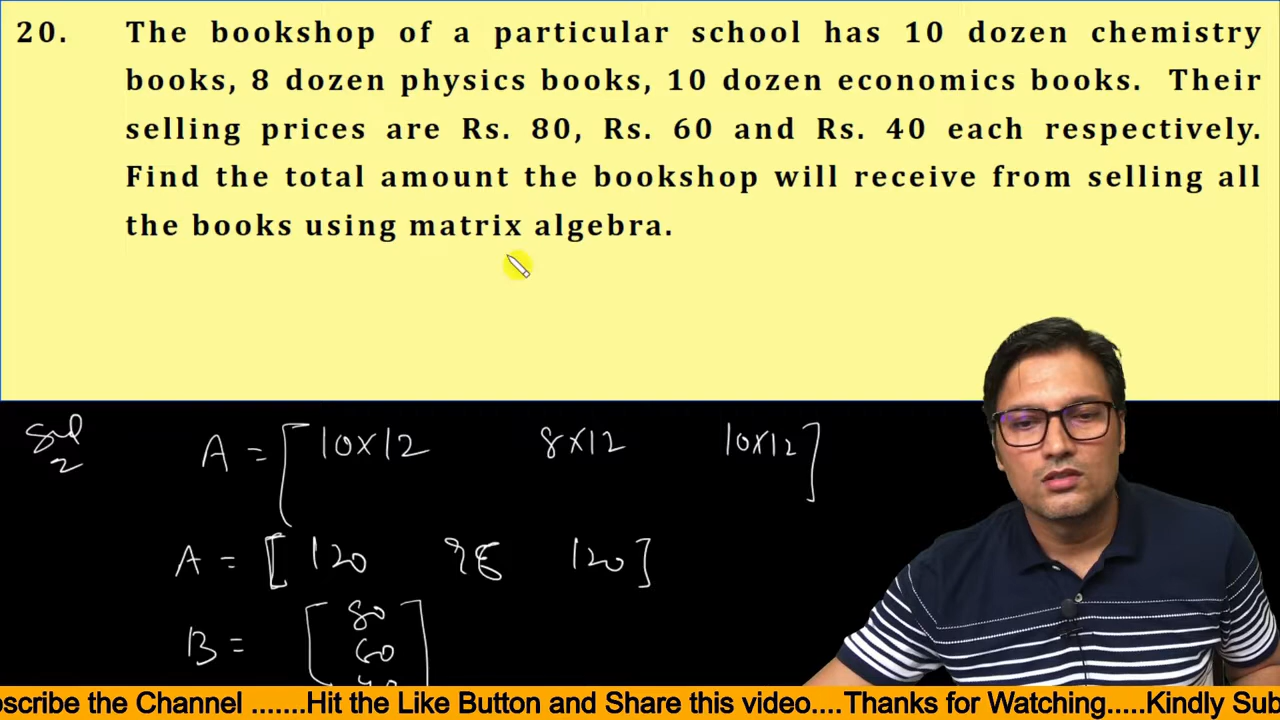 20. The bookshop of a particular school has 10 dozen chemistry
books, 8 dozen physics books, 10 dozen economics books. Their
selling prices are Rs. 80, Rs. 60 and Rs. 40 each respectively.
Find the total amount the bookshop will receive from selling all
the books using matrix algebra.
Sol
A = [ 10×12 8×12 10×12 ]
A = [ 120 96 120 ]
B = [ 80
60
40
scribe the Channel .......Hit the Like Button and Share this video....Thanks for Watching.....Kindly Sub